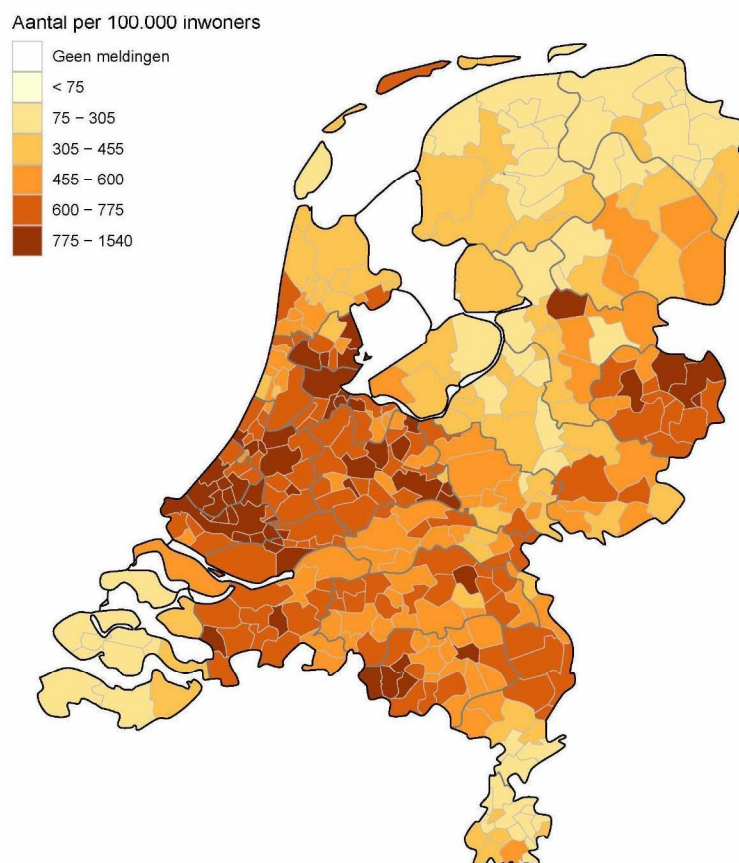 Aantal per 100.000 inwoners
Geen meldingen
< 75
75 – 305
305 – 455
455 – 600
600 – 775
775 – 1540